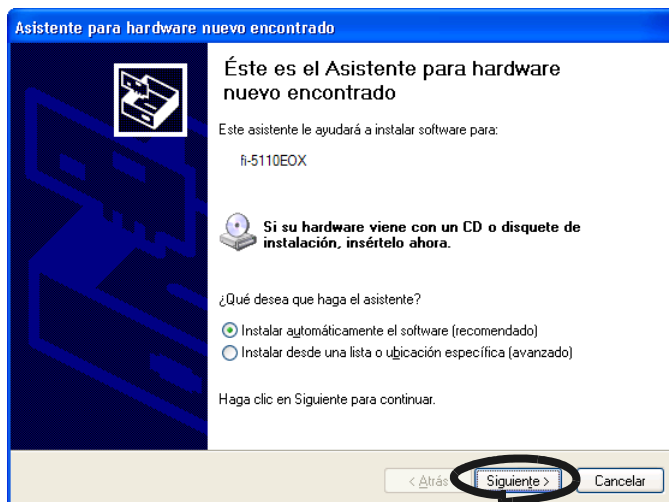 Asistente para hardware nuevo encontrado
Éste es el Asistente para hardware
nuevo encontrado
Este asistente le ayudará a instalar software para:
fi-5110EOX
Si su hardware viene con un CD o disquete de
instalación, insértelo ahora.
¿Qué desea que haga el asistente?
Instalar automáticamente el software (recomendado)
Instalar desde una lista o ubicación específica (avanzado)
Haga clic en Siguiente para continuar.
< Atrás Siguiente > Cancelar